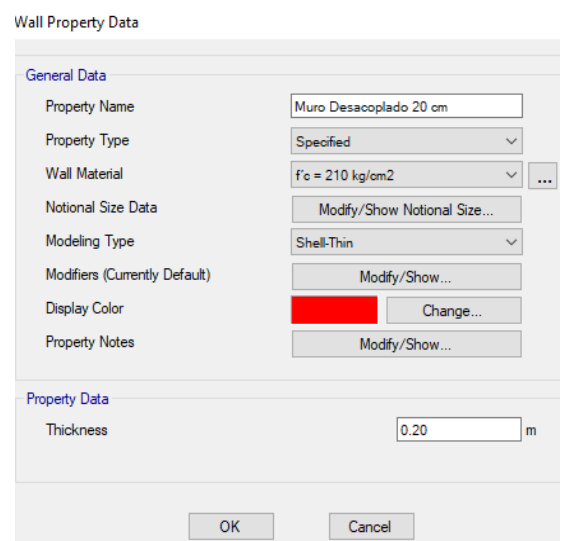 Wall Property Data
General Data
Property Name Muro Desacoplado 20 cm
Property Type Specified
Wall Material f´c = 210 kg/cm2 ...
Notional Size Data Modify/Show Notional Size...
Modeling Type Shell-Thin
Modifiers (Currently Default) Modify/Show...
Display Color Change...
Property Notes Modify/Show...
Property Data
Thickness 0.20 m
OK Cancel